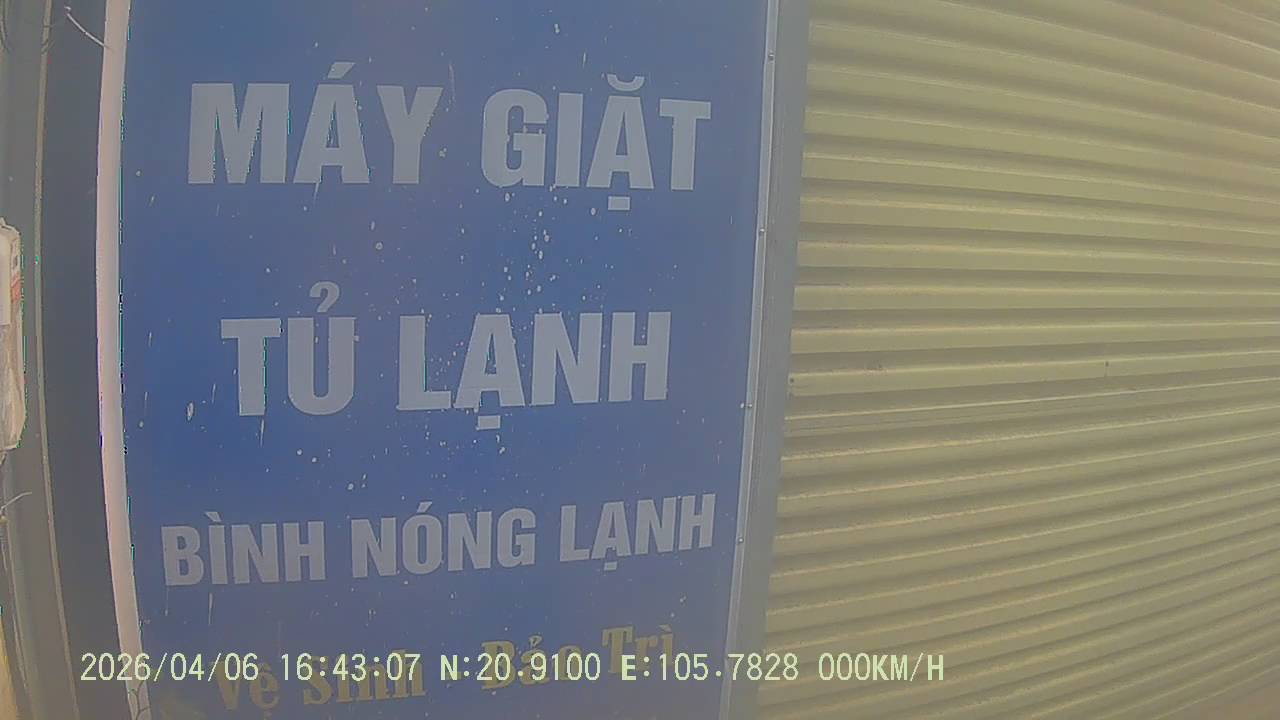 MÁY GIẶT
TỦ LẠNH
BÌNH NÓNG LẠNH
Vệ Sinh - Bảo Trì
2026/04/06 16:43:07 N:20.9100 E:105.7828 000KM/H